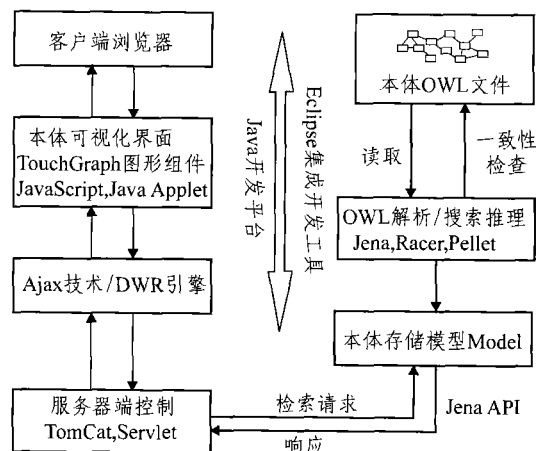 客户端浏览器
本体可视化界面
TouchGraph图形组件
JavaScript,Java Applet
Ajax技术/DWR引擎
服务器端控制
TomCat,Servlet
Java开发平台
Eclipse集成开发工具
本体OWL文件
读取
一致性
检查
OWL解析/搜索推理
Jena,Racer,Pellet
本体存储模型Model
检索请求
Jena API
响应